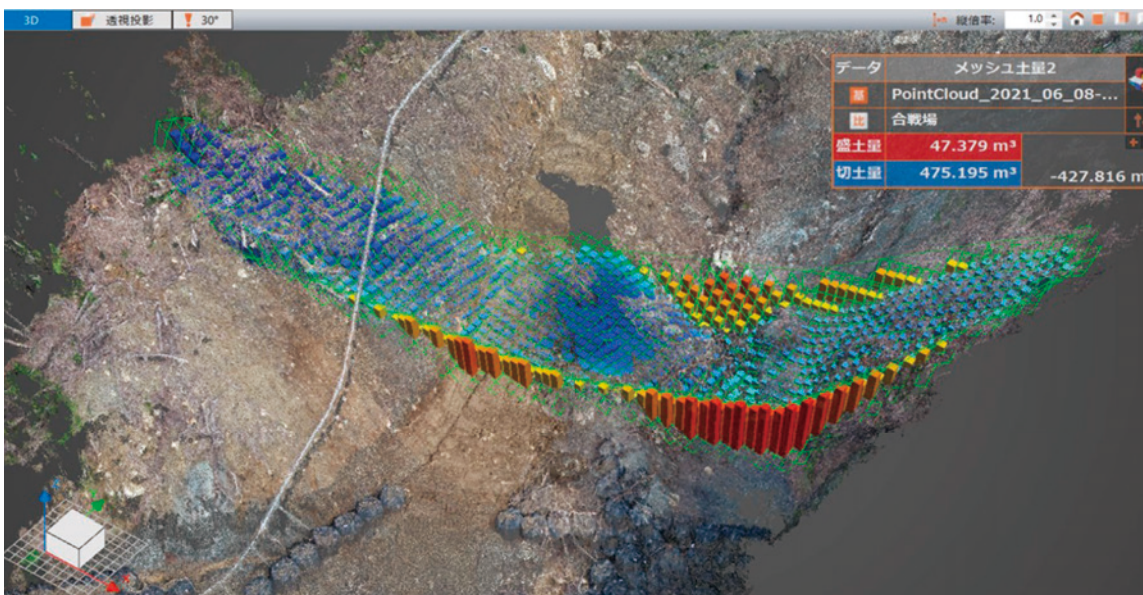 3D 透視投影 30° 縦倍率: 1.0
データ メッシュ土量2
基 PointCloud_2021_06_08-...
比 合戦場
盛土量 47.379 m³
切土量 475.195 m³ -427.816 m